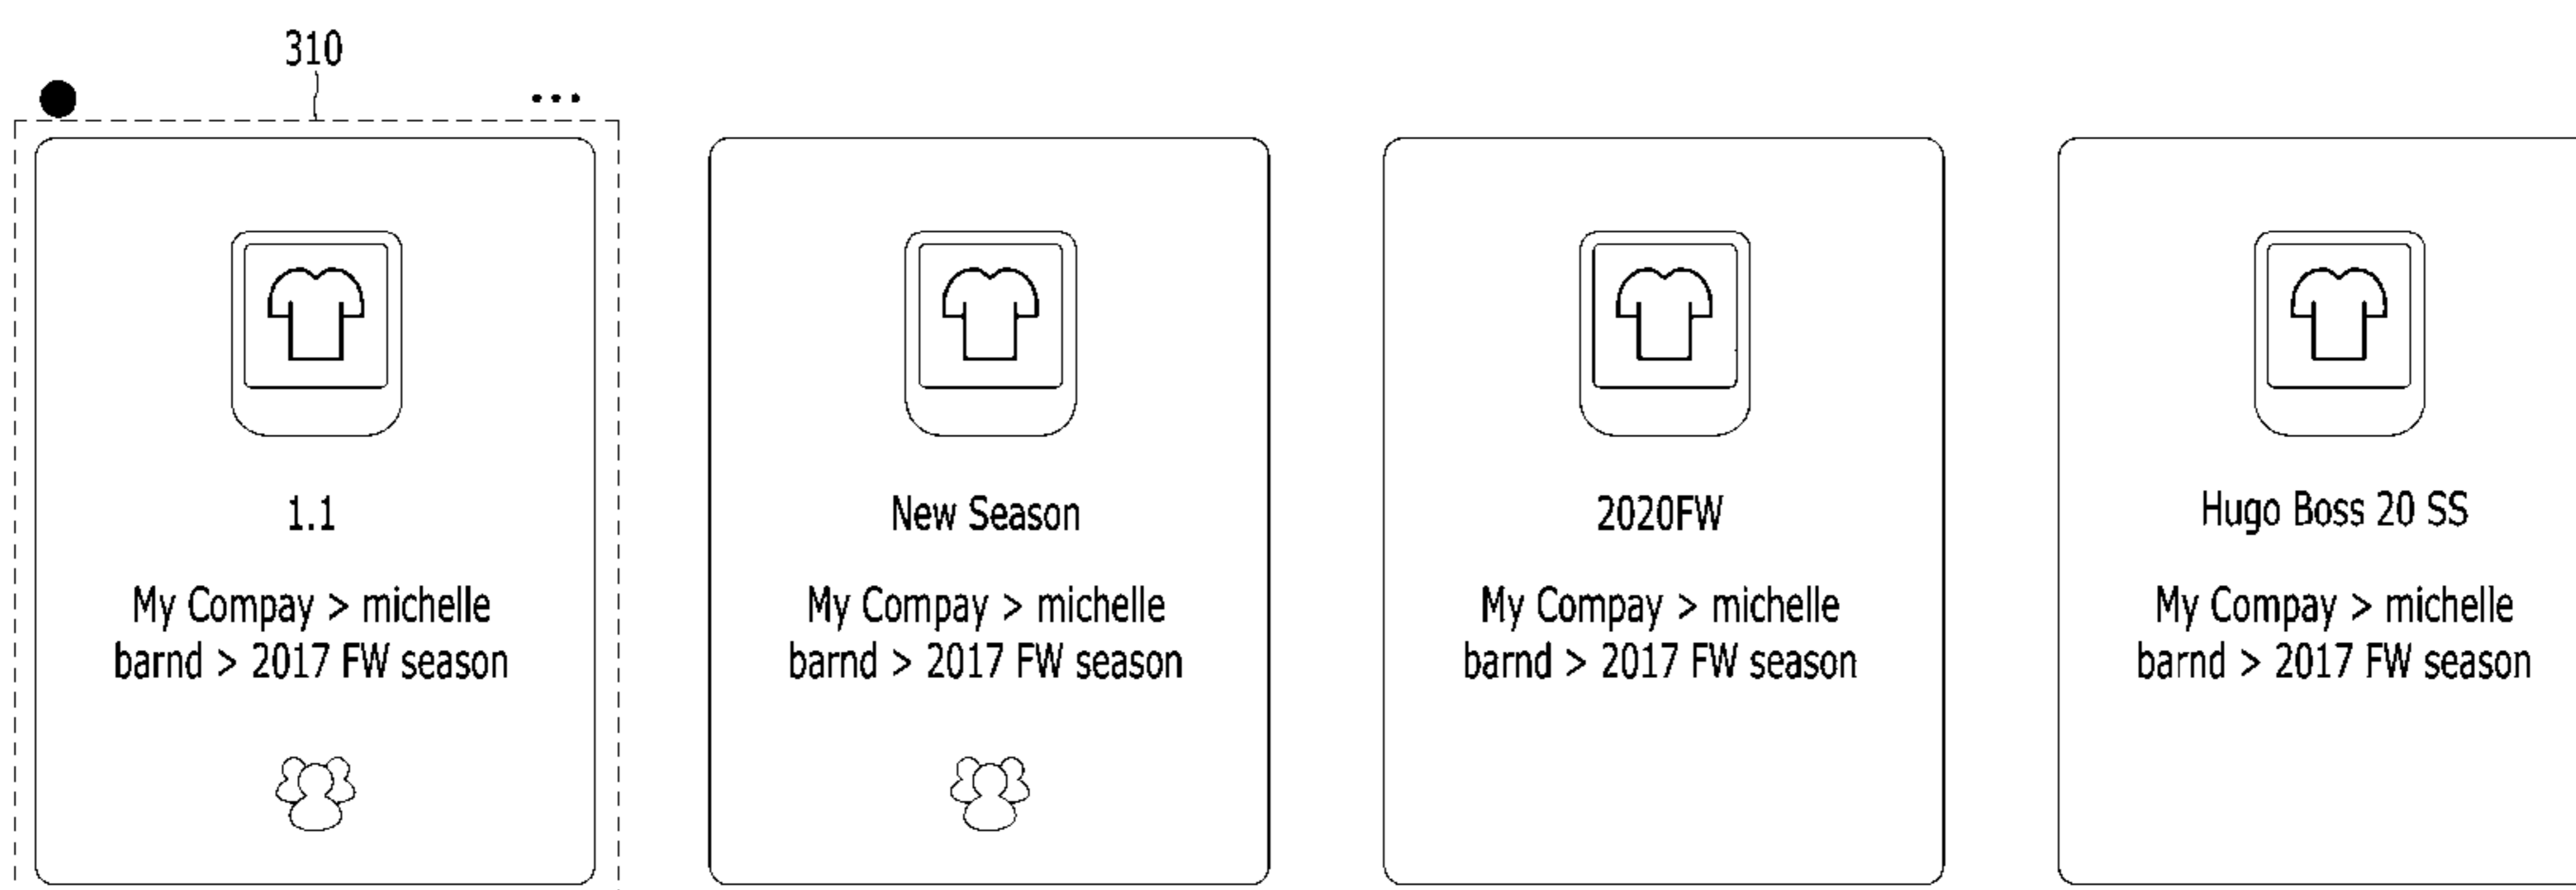 310
1.1
My Compay > michelle
barnd > 2017 FW season
New Season
My Compay > michelle
barnd > 2017 FW season
2020FW
My Compay > michelle
barnd > 2017 FW season
Hugo Boss 20 SS
My Compay > michelle
barnd > 2017 FW season